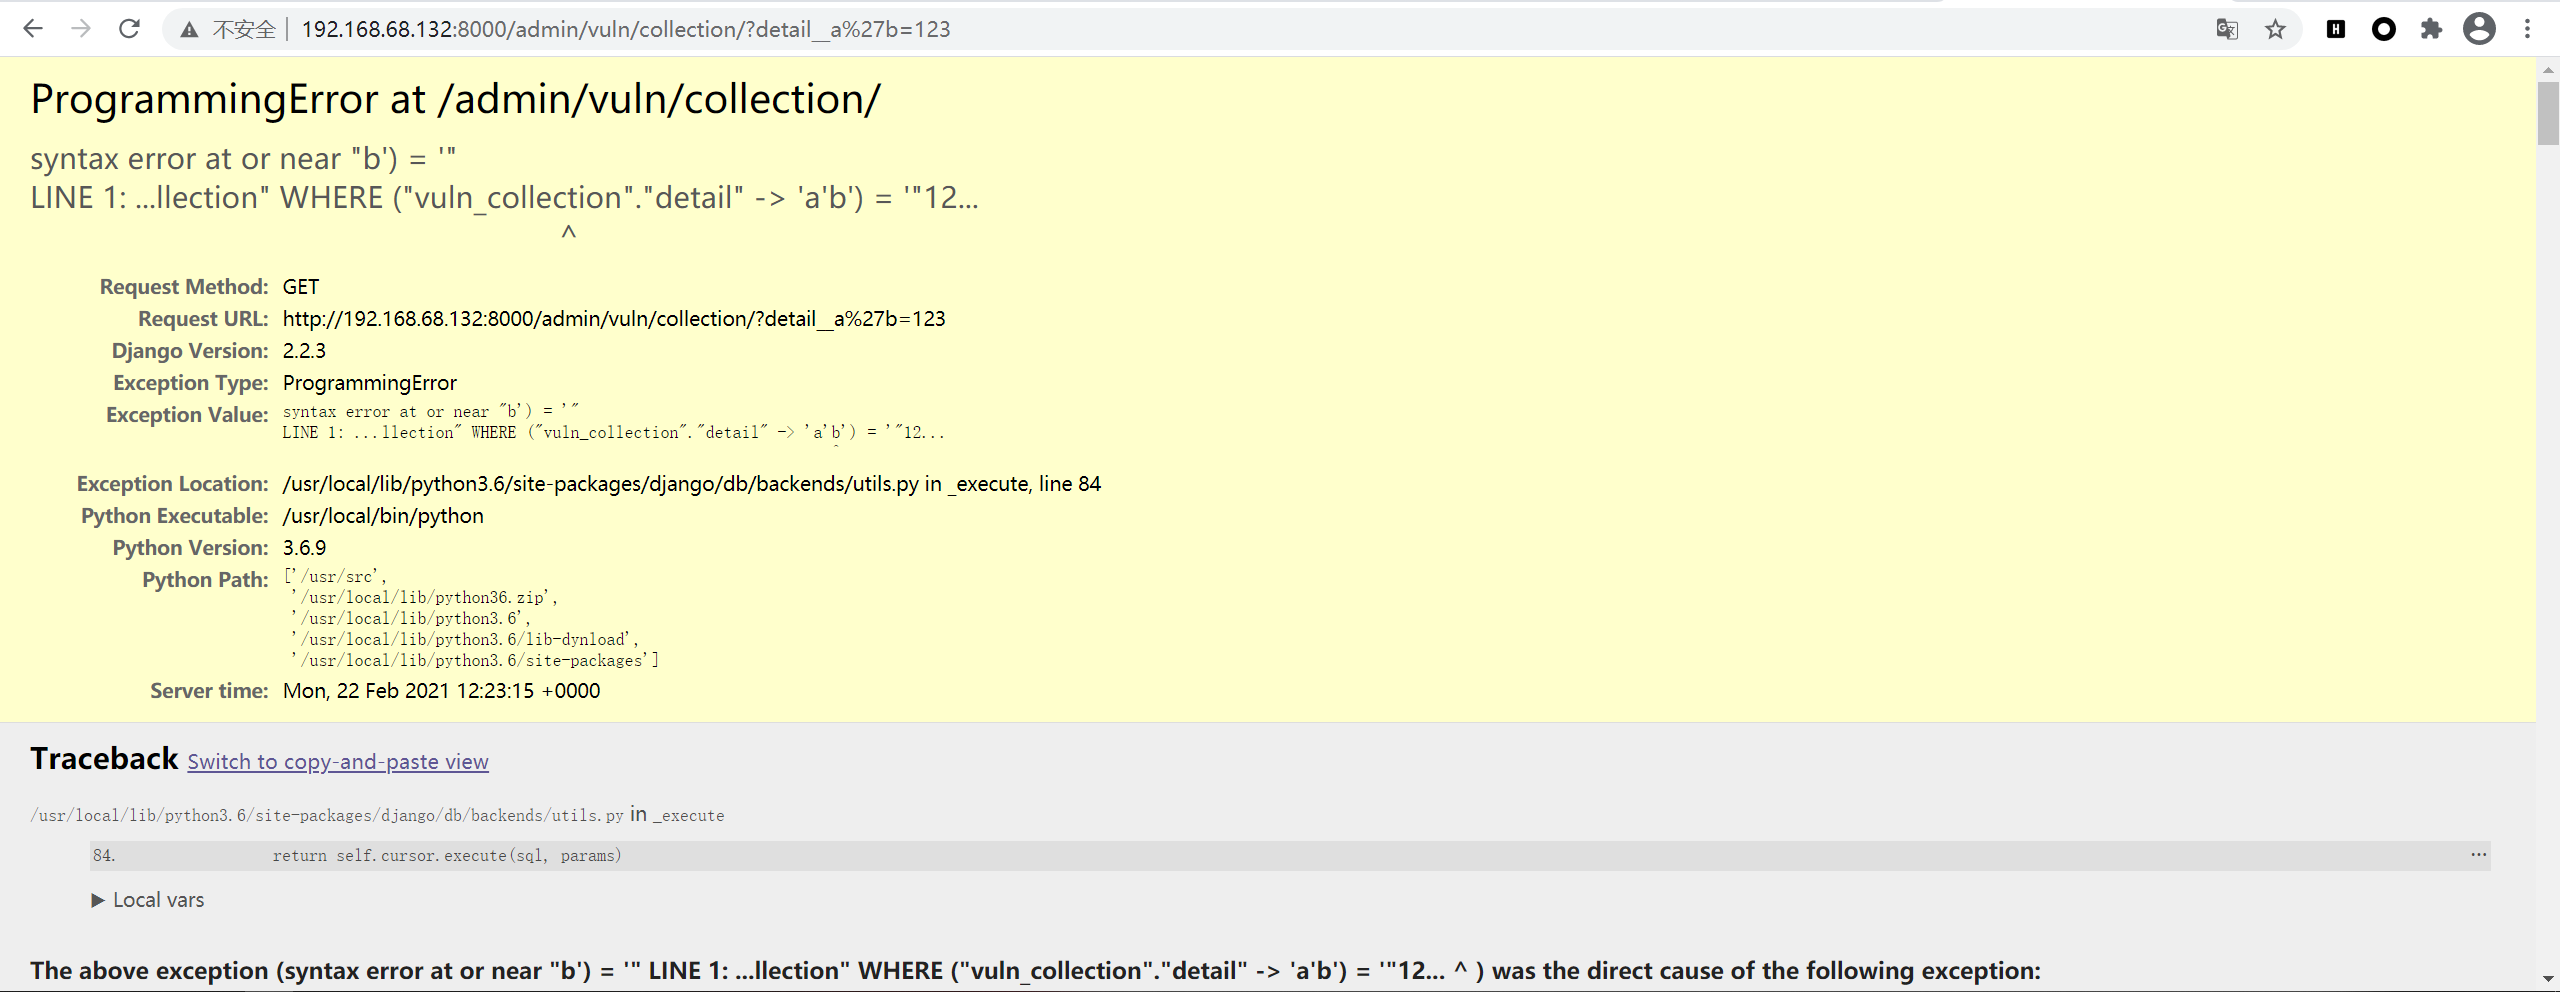 不安全 | 192.168.68.132:8000/admin/vuln/collection/?detail__a%27b=123
ProgrammingError at /admin/vuln/collection/
syntax error at or near "b') = '"
LINE 1: ...llection" WHERE ("vuln_collection"."detail" -> 'a'b') = '"12...
^
Request Method: GET
Request URL: http://192.168.68.132:8000/admin/vuln/collection/?detail__a%27b=123
Django Version: 2.2.3
Exception Type: ProgrammingError
Exception Value: syntax error at or near "b') = '"
LINE 1: ...llection" WHERE ("vuln_collection"."detail" -> 'a'b') = '"12...
^
Exception Location: /usr/local/lib/python3.6/site-packages/django/db/backends/utils.py in _execute, line 84
Python Executable: /usr/local/bin/python
Python Version: 3.6.9
Python Path: ['/usr/src',
'/usr/local/lib/python36.zip',
'/usr/local/lib/python3.6',
'/usr/local/lib/python3.6/lib-dynload',
'/usr/local/lib/python3.6/site-packages']
Server time: Mon, 22 Feb 2021 12:23:15 +0000
Traceback Switch to copy-and-paste view
/usr/local/lib/python3.6/site-packages/django/db/backends/utils.py in _execute
84. return self.cursor.execute(sql, params) ...
▶ Local vars
The above exception (syntax error at or near "b') = '" LINE 1: ...llection" WHERE ("vuln_collection"."detail" -> 'a'b') = '"12... ^ ) was the direct cause of the following exception: